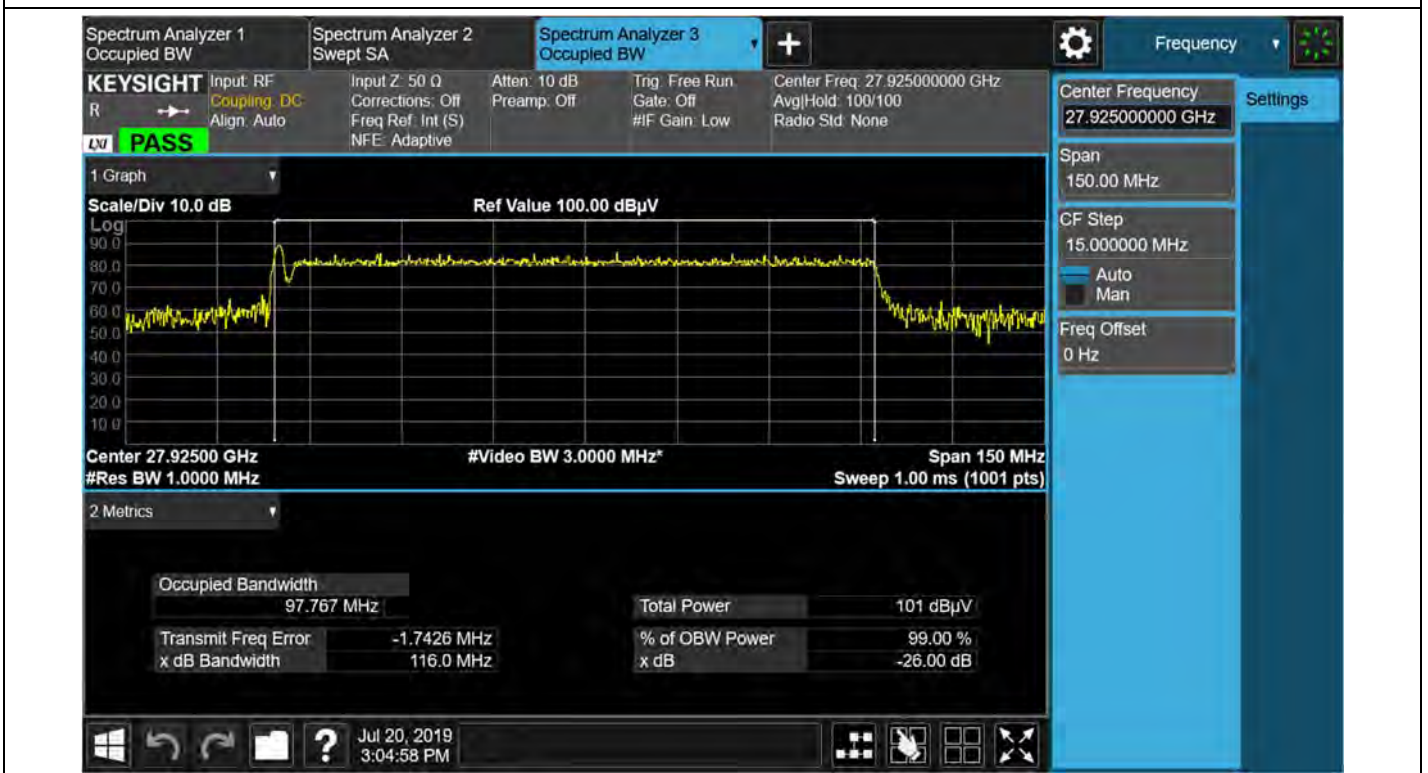 Spectrum Analyzer 1
Occupied BW
Spectrum Analyzer 2
Swept SA
Spectrum Analyzer 3
Occupied BW
Frequency
KEYSIGHT
R
LXI
PASS
Input: RF
Coupling: DC
Align: Auto
Input Z: 50 Ω
Corrections: Off
Freq Ref: Int (S)
NFE: Adaptive
Atten: 10 dB
Preamp: Off
Trig: Free Run
Gate: Off
#IF Gain: Low
Center Freq: 27.925000000 GHz
Avg|Hold: 100/100
Radio Std: None
Center Frequency
27.925000000 GHz
Settings
Span
150.00 MHz
CF Step
15.000000 MHz
Auto
Man
Freq Offset
0 Hz
1 Graph
Scale/Div 10.0 dB
Ref Value 100.00 dBµV
Log
90.0
80.0
70.0
60.0
50.0
40.0
30.0
20.0
10.0
Center 27.92500 GHz
#Video BW 3.0000 MHz*
Span 150 MHz
#Res BW 1.0000 MHz
Sweep 1.00 ms (1001 pts)
2 Metrics
Occupied Bandwidth
97.767 MHz
Total Power 101 dBµV
Transmit Freq Error -1.7426 MHz
% of OBW Power 99.00 %
x dB Bandwidth 116.0 MHz
x dB -26.00 dB
?
Jul 20, 2019
3:04:58 PM